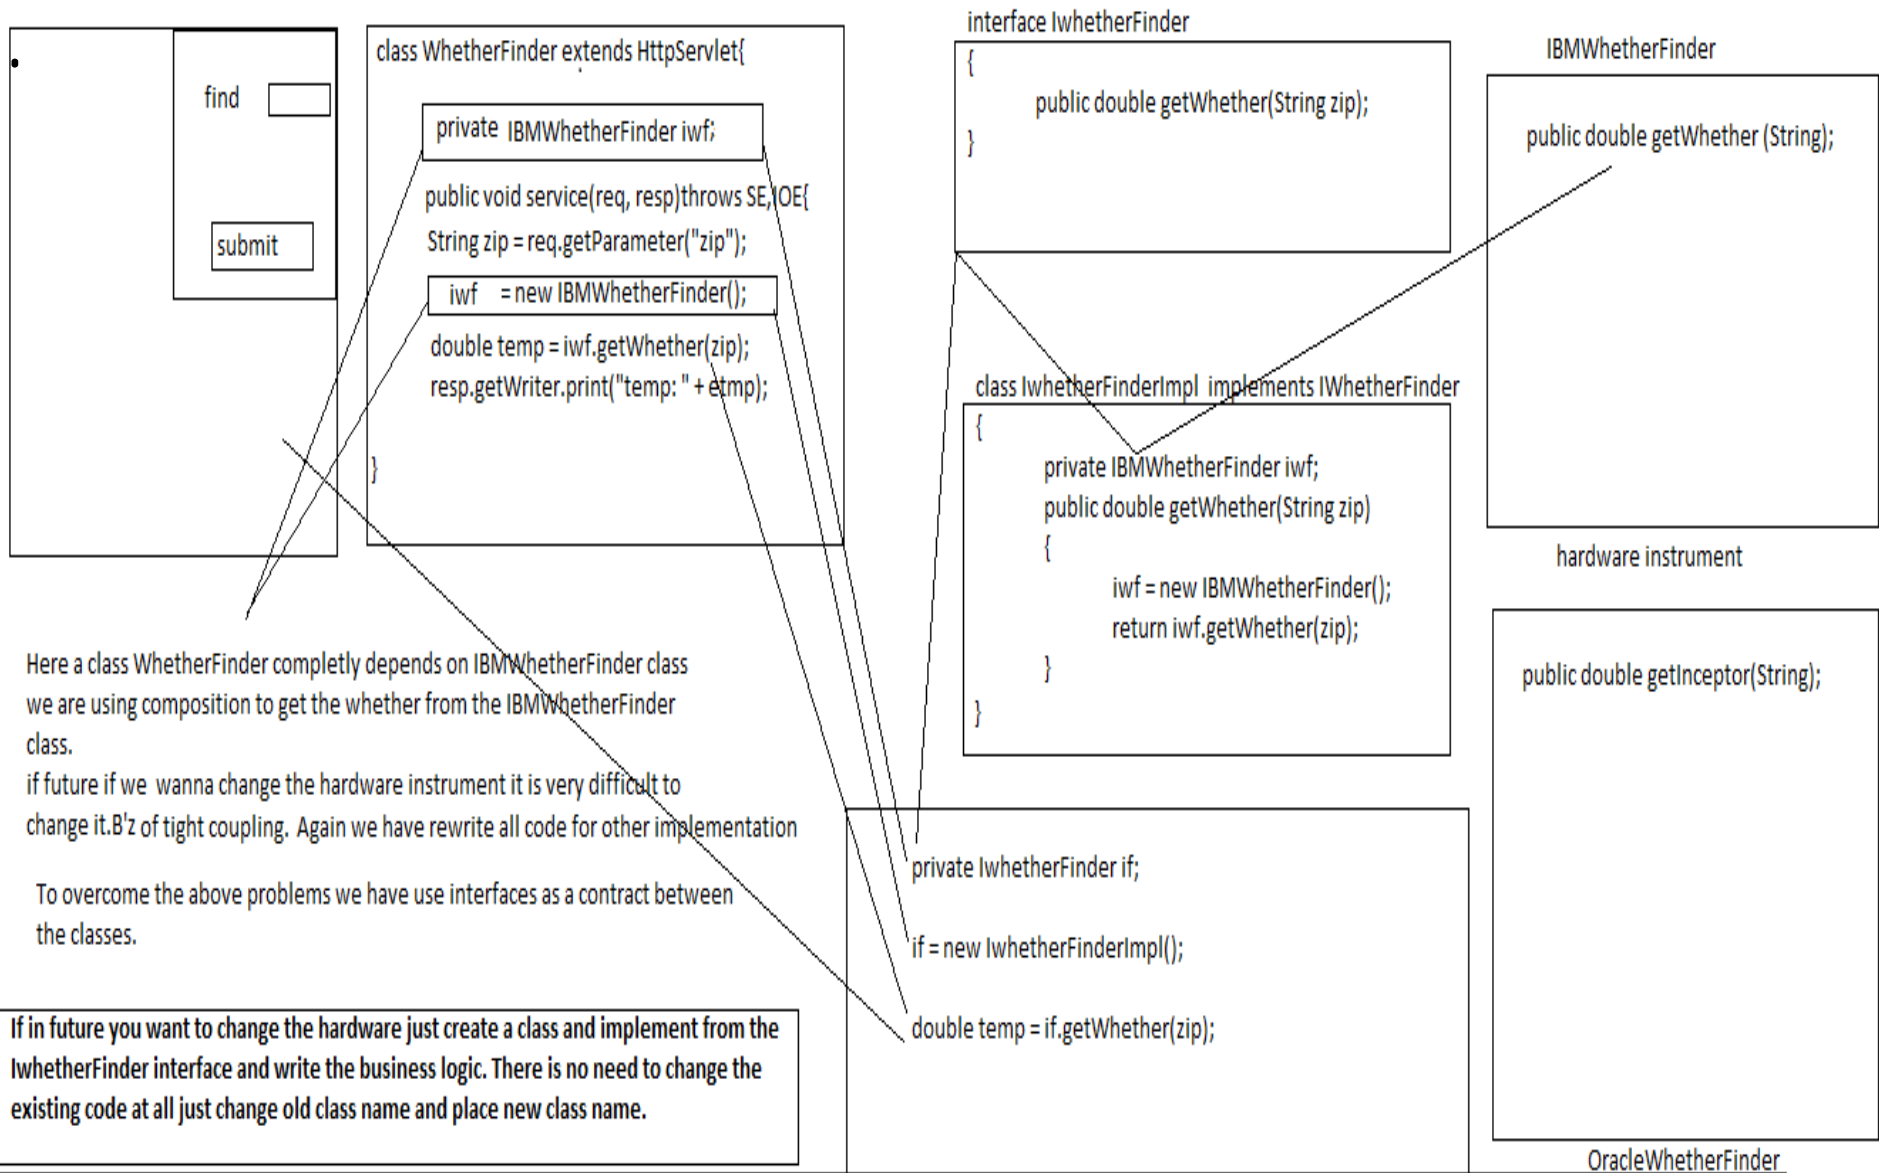 find
submit
class WhetherFinder extends HttpServlet{
private IBMWhetherFinder iwf;
public void service(req, resp)throws SE,IOE{
String zip = req.getParameter("zip");
iwf = new IBMWhetherFinder();
double temp = iwf.getWhether(zip);
resp.getWriter.print("temp: " + etmp);
}
interface IwhetherFinder
{
public double getWhether(String zip);
}
IBMWhetherFinder
public double getWhether (String);
hardware instrument
class IwhetherFinderImpl implements IWhetherFinder
{
private IBMWhetherFinder iwf;
public double getWhether(String zip)
{
iwf = new IBMWhetherFinder();
return iwf.getWhether(zip);
}
}
public double getInceptor(String);
OracleWhetherFinder
Here a class WhetherFinder completly depends on IBMWhetherFinder class
we are using composition to get the whether from the IBMWhetherFinder
class.
if future if we wanna change the hardware instrument it is very difficult to
change it.B'z of tight coupling. Again we have rewrite all code for other implementation
To overcome the above problems we have use interfaces as a contract between
the classes.
private IwhetherFinder if;
if = new IwhetherFinderImpl();
double temp = if.getWhether(zip);
If in future you want to change the hardware just create a class and implement from the
IwhetherFinder interface and write the business logic. There is no need to change the
existing code at all just change old class name and place new class name.